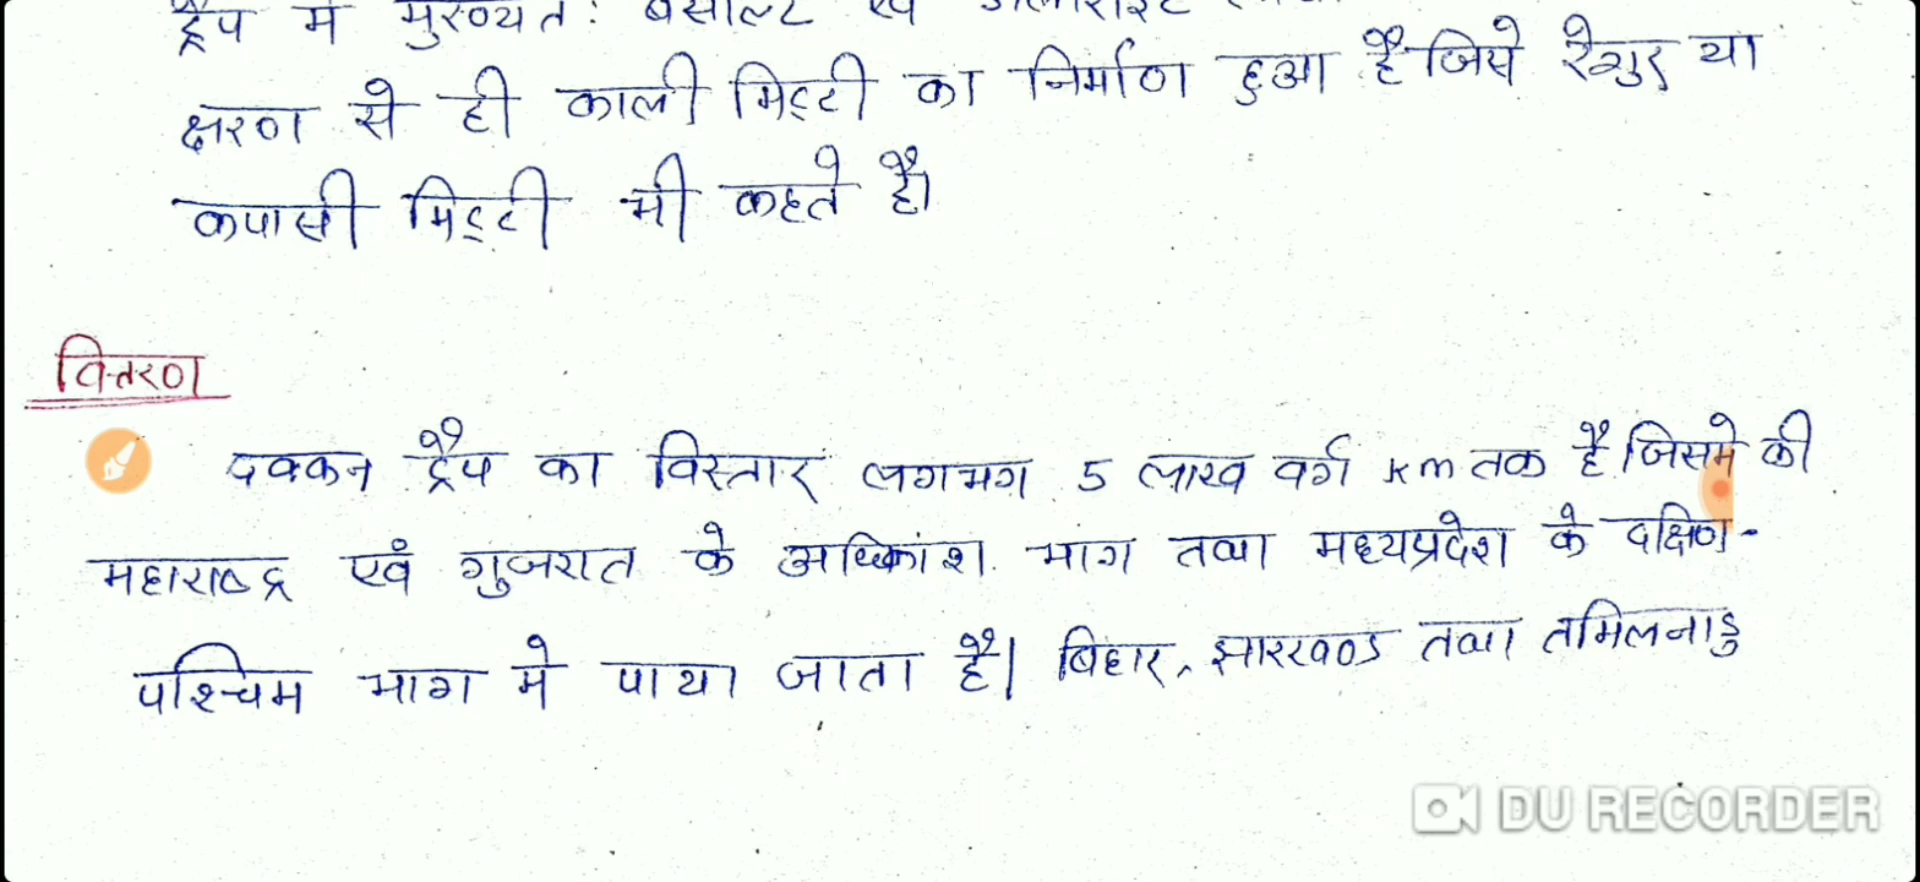 ट्रैप में मुख्यतः बेसाल्ट एवं
क्षरण से ही काली मिट्टी का निर्माण हुआ है जिसे रेगुर या
कपासी मिट्टी भी कहते है।
वितरण
दक्कन ट्रैप का विस्तार लगभग 5 लाख वर्ग km तक है जिसमे की
महाराष्ट्र एवं गुजरात के अधिकांश भाग तथा मध्यप्रदेश के दक्षिण-
पश्चिम भाग मे पाया जाता है। बिहार, झारखण्ड तथा तमिलनाडु
DU RECORDER